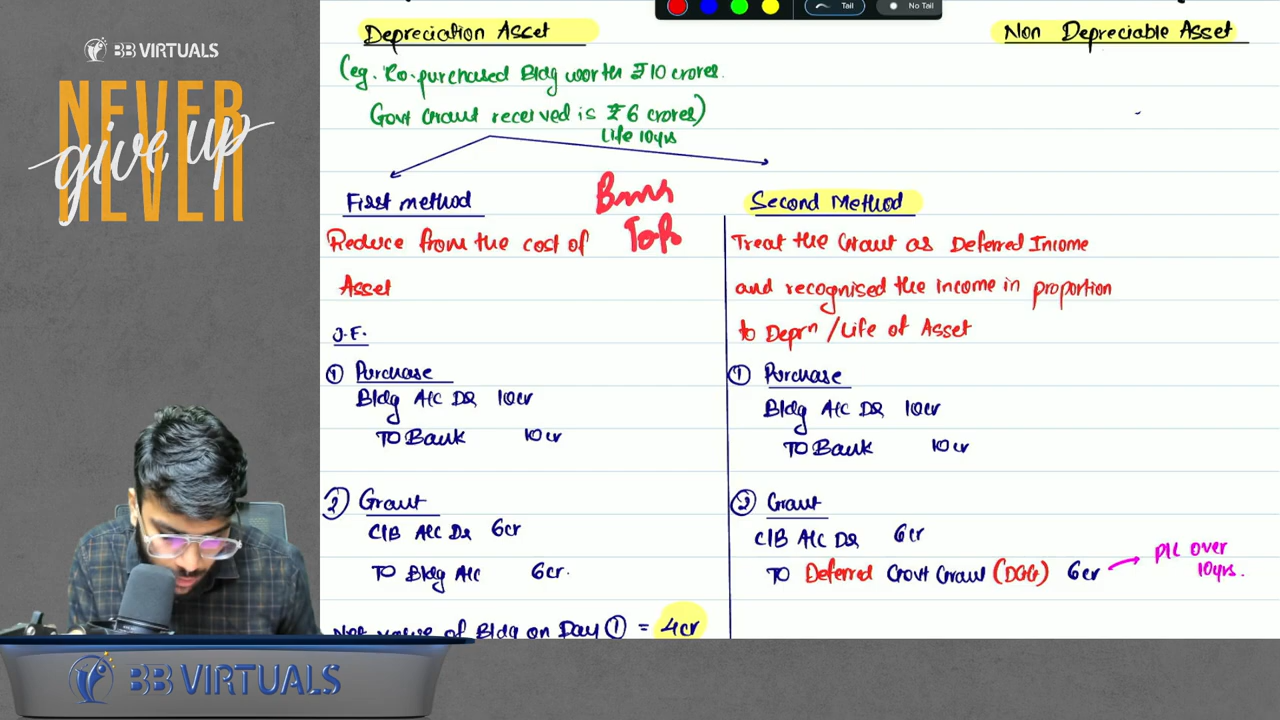 BB VIRTUALS
NEVER
give up
NEVER
Tail
No Tail
Depreciation Asset
Non Depreciable Asset
(eg. Co. purchased Bldg worth ₹10 crores.
Govt Grant received is ₹6 crores)
Life 10yrs
First method
Reduce from the cost of
Asset
J.E.
① Purchase
Bldg A/C DR 10cr
TO Bank 10cr
② Grant
C/B A/C DR 6cr
TO Bldg A/C 6cr.
Net value of Bldg on Day ① = 4cr
Second Method
Treat the Grant as Deferred Income
and recognised the income in proportion
to Deprn /Life of Asset
① Purchase
Bldg A/C DR 10cr
TO Bank 10cr
② Grant
C/B A/C DR 6cr
TO Deferred Govt Grant (DGG) 6cr
P/L over
10yrs.
BB VIRTUALS